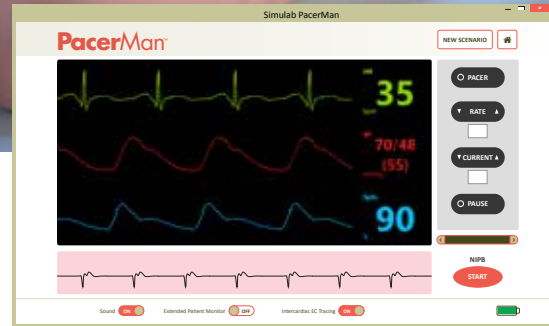 Simulab PacerMan
PacerMan
NEW SCENARIO
35
70/48
(55)
90
PACER
RATE
CURRENT
PAUSE
NIPB
START
Sound ON Extended Patient Monitor OFF Intercardiac EC Tracing ON